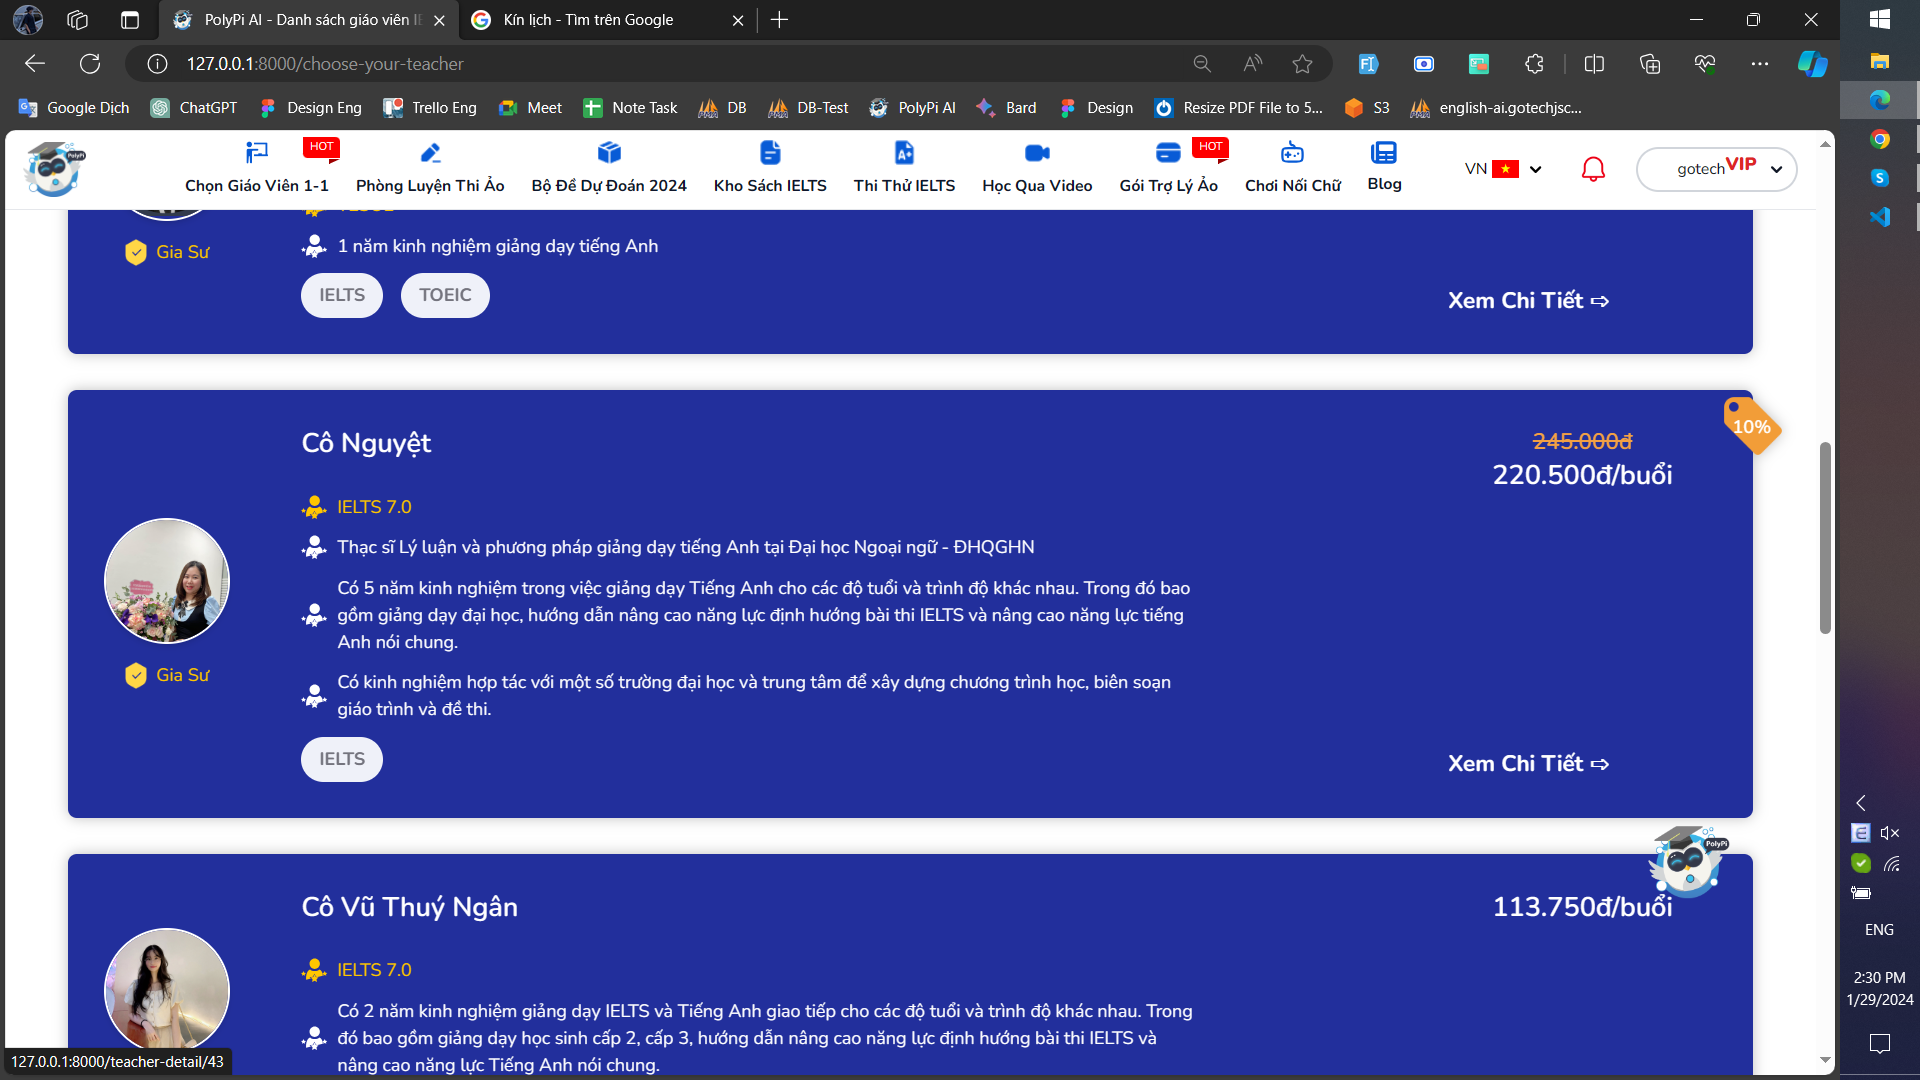 PolyPi AI - Danh sách giáo viên IE
Kín lịch - Tìm trên Google
127.0.0.1:8000/choose-your-teacher
Google Dịch
ChatGPT
Design Eng
Trello Eng
Meet
Note Task
DB
DB-Test
PolyPi AI
Bard
Design
Resize PDF File to 5...
S3
english-ai.gotechjsc...
PolyPi
HOT
HOT
Chọn Giáo Viên 1-1
Phòng Luyện Thi Ảo
Bộ Đề Dự Đoán 2024
Kho Sách IELTS
Thi Thử IELTS
Học Qua Video
Gói Trợ Lý Ảo
Chơi Nối Chữ
Blog
VN
gotechVIP
Gia Sư
1 năm kinh nghiệm giảng dạy tiếng Anh
IELTS
TOEIC
Xem Chi Tiết ➩
Cô Nguyệt
245.000đ
10%
220.500đ/buổi
IELTS 7.0
Thạc sĩ Lý luận và phương pháp giảng dạy tiếng Anh tại Đại học Ngoại ngữ - ĐHQGHN
Có 5 năm kinh nghiệm trong việc giảng dạy Tiếng Anh cho các độ tuổi và trình độ khác nhau. Trong đó bao
gồm giảng dạy đại học, hướng dẫn nâng cao năng lực định hướng bài thi IELTS và nâng cao năng lực tiếng
Anh nói chung.
Gia Sư
Có kinh nghiệm hợp tác với một số trường đại học và trung tâm để xây dựng chương trình học, biên soạn
giáo trình và đề thi.
IELTS
Xem Chi Tiết ➩
PolyPi
Cô Vũ Thuý Ngân
113.750đ/buổi
IELTS 7.0
Có 2 năm kinh nghiệm giảng dạy IELTS và Tiếng Anh giao tiếp cho các độ tuổi và trình độ khác nhau. Trong
đó bao gồm giảng dạy học sinh cấp 2, cấp 3, hướng dẫn nâng cao năng lực định hướng bài thi IELTS và
nâng cao năng lực Tiếng Anh nói chung.
127.0.0.1:8000/teacher-detail/43
ENG
2:30 PM
1/29/2024